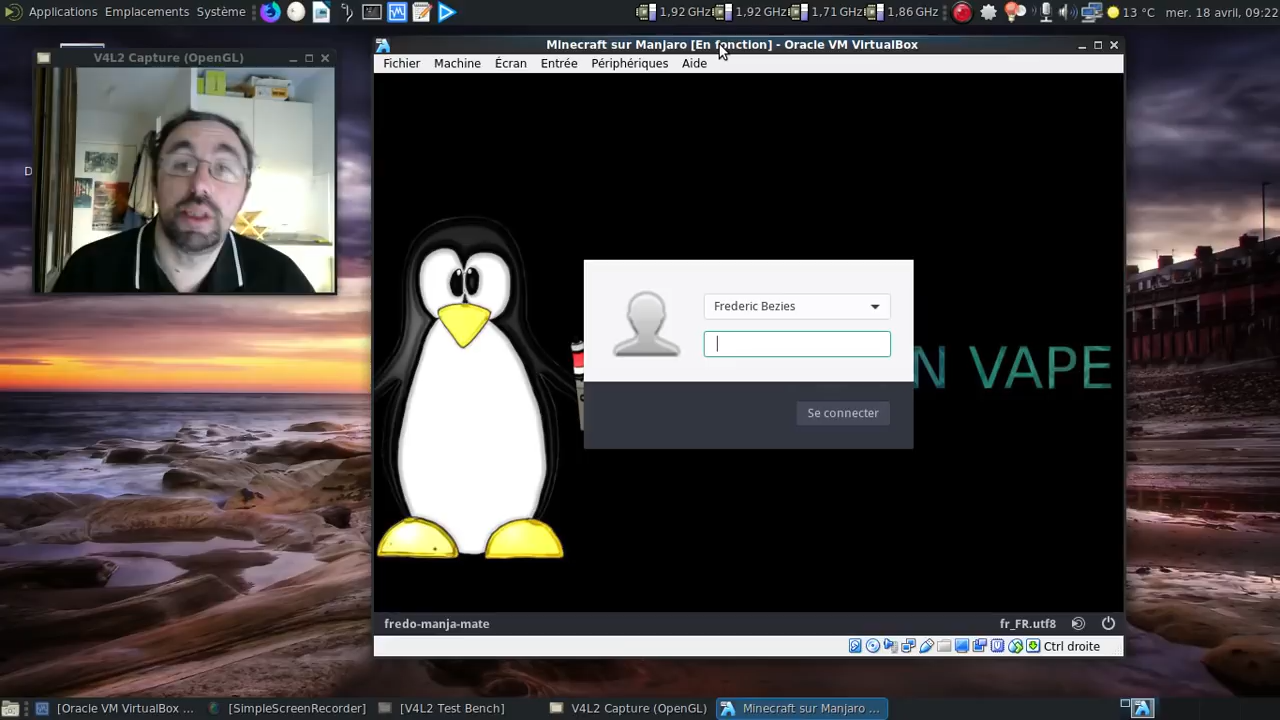 Applications Emplacements Système
1,92 GHz 1,92 GHz 1,71 GHz 1,86 GHz 13 °C mer. 18 avril, 09:22
V4L2 Capture (OpenGL)
Minecraft sur Manjaro [En fonction] - Oracle VM VirtualBox
Fichier Machine Écran Entrée Périphériques Aide
Frederic Bezies
N VAPE
Se connecter
fredo-manja-mate fr_FR.utf8
Ctrl droite
[Oracle VM VirtualBox ... [SimpleScreenRecorder] [V4L2 Test Bench] V4L2 Capture (OpenGL) Minecraft sur Manjaro ...